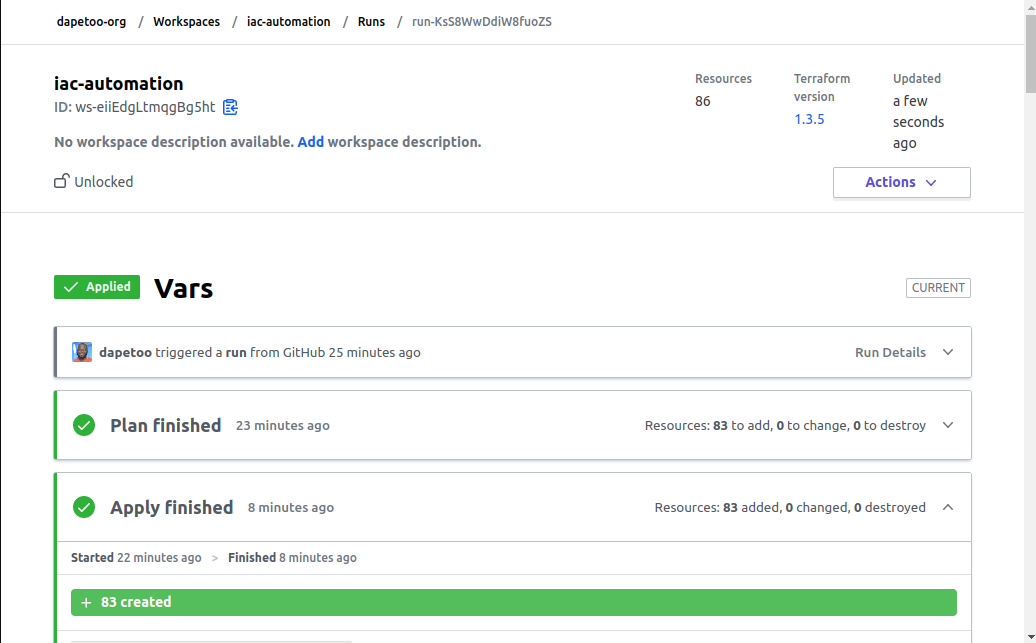 dapetoo-org / Workspaces / iac-automation / Runs / run-KsS8WwDdiW8fuoZS
iac-automation
ID: ws-eiiEdgLtmqgBg5ht
No workspace description available. Add workspace description.
Unlocked
Resources
86
Terraform
version
1.3.5
Updated
a few
seconds
ago
Actions
Applied
Vars
CURRENT
dapetoo triggered a run from GitHub 25 minutes ago
Run Details
Plan finished 23 minutes ago
Resources: 83 to add, 0 to change, 0 to destroy
Apply finished 8 minutes ago
Resources: 83 added, 0 changed, 0 destroyed
Started 22 minutes ago > Finished 8 minutes ago
+ 83 created